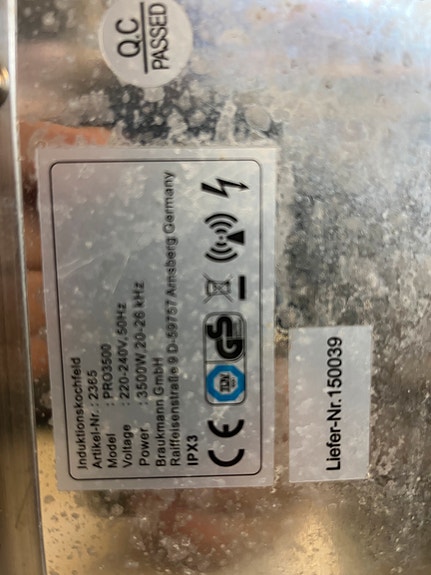 Q.C
PASSED
Induktionskochfeld
Artikel-Nr. : 2365
Model : PRO3500
Voltage : 220-240V, 50Hz
Power : 3500W, 20-26 kHz
Braukmann GmbH
Raiffeisenstraße 9 D-59757 Arnsberg Germany
IPX3
CE
TÜV
GS
Liefer-Nr.150039